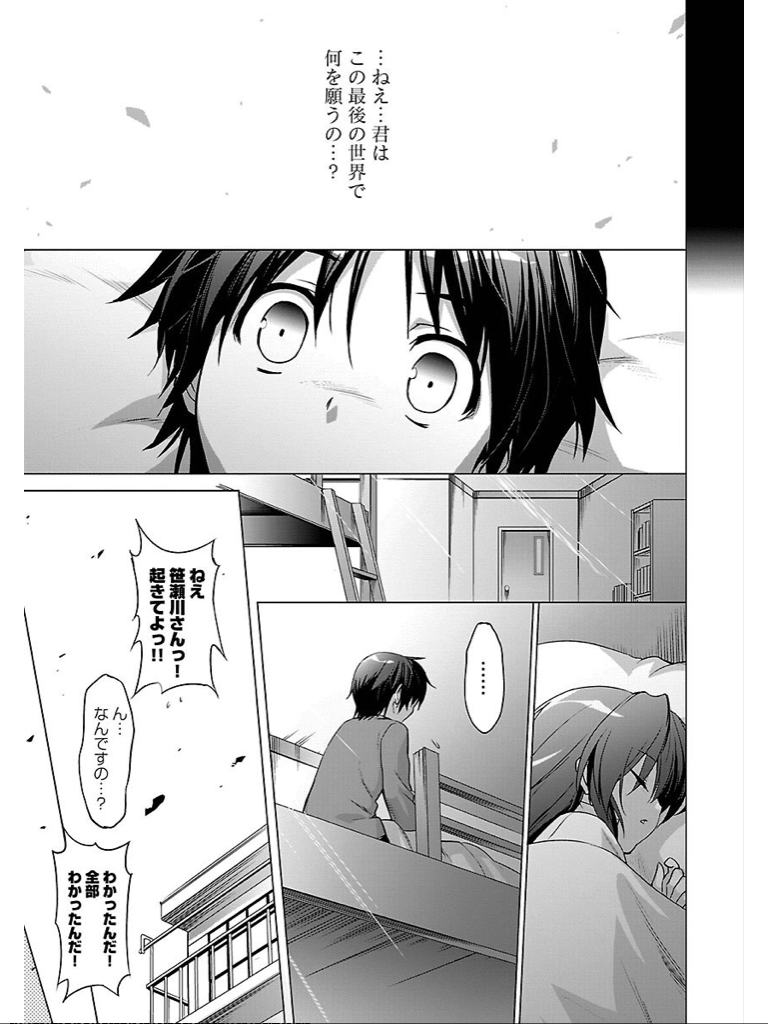 …ねえ…君は
この最後の世界で
何を願うの…？
……
ねえ
笹瀬川さんっ！
起きてよっ!!
ん…
なんですの…？
わかったんだ！
全部
わかったんだ！